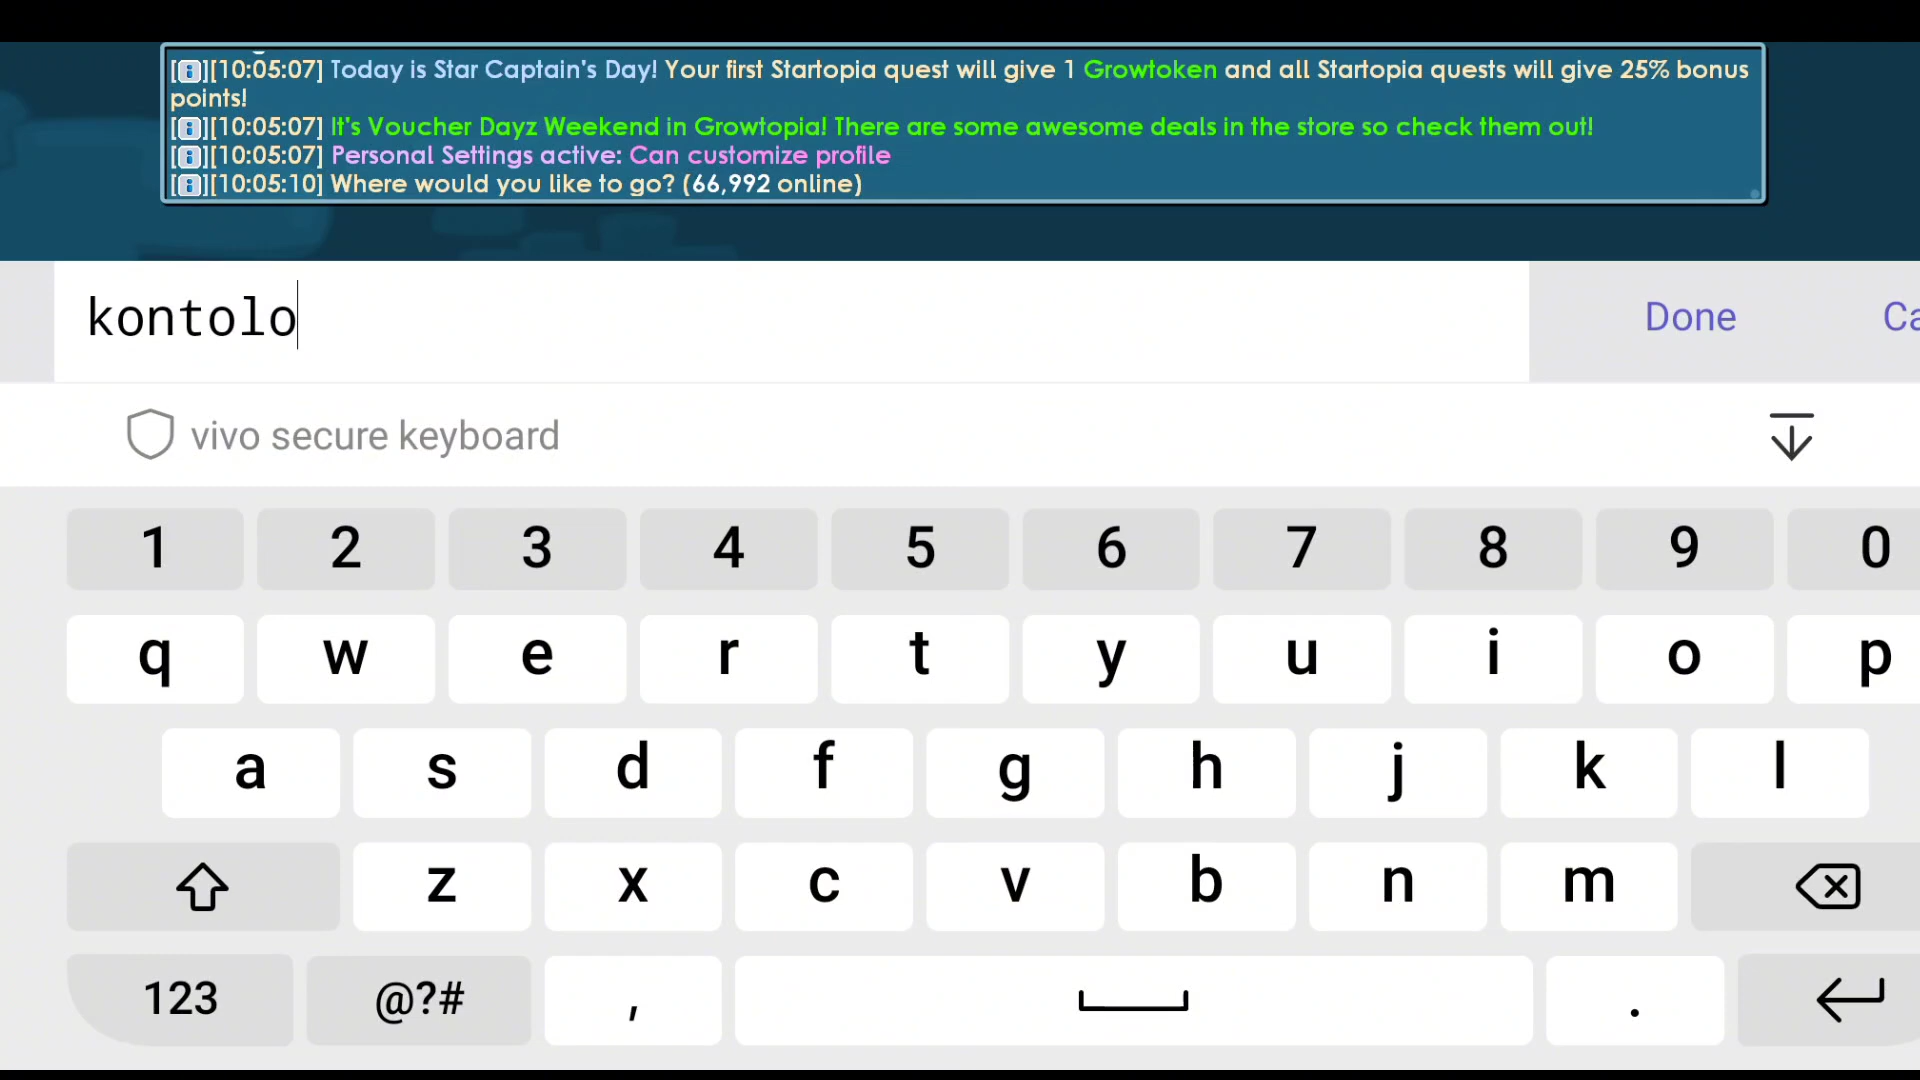 [i][10:05:07] Today is Star Captain's Day! Your first Startopia quest will give 1 Growtoken and all Startopia quests will give 25% bonus
points!
[i][10:05:07] It's Voucher Dayz Weekend in Growtopia! There are some awesome deals in the store so check them out!
[i][10:05:07] Personal Settings active: Can customize profile
[i][10:05:10] Where would you like to go? (66,992 online)
kontolo Done Ca
vivo secure keyboard
1 2 3 4 5 6 7 8 9 0
q w e r t y u i o p
a s d f g h j k l
z x c v b n m
123 @?# , .